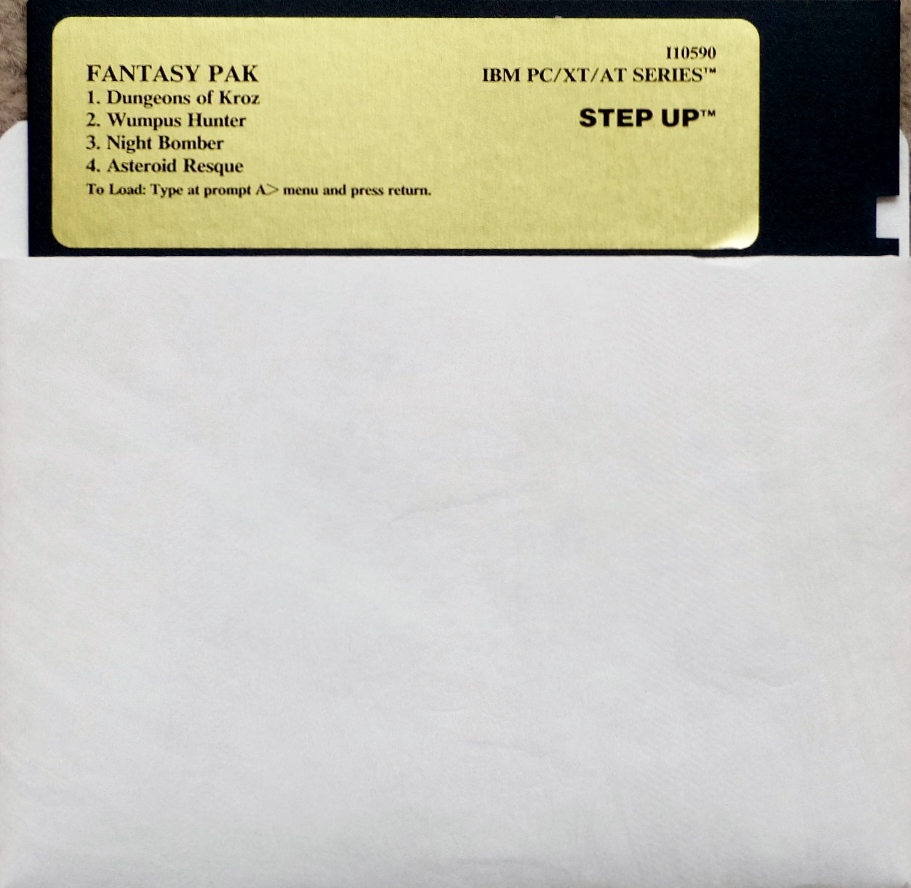 I10590
FANTASY PAK
IBM PC/XT/AT SERIES™
1. Dungeons of Kroz
2. Wumpus Hunter
STEP UP™
3. Night Bomber
4. Asteroid Resque
To Load: Type at prompt A> menu and press return.